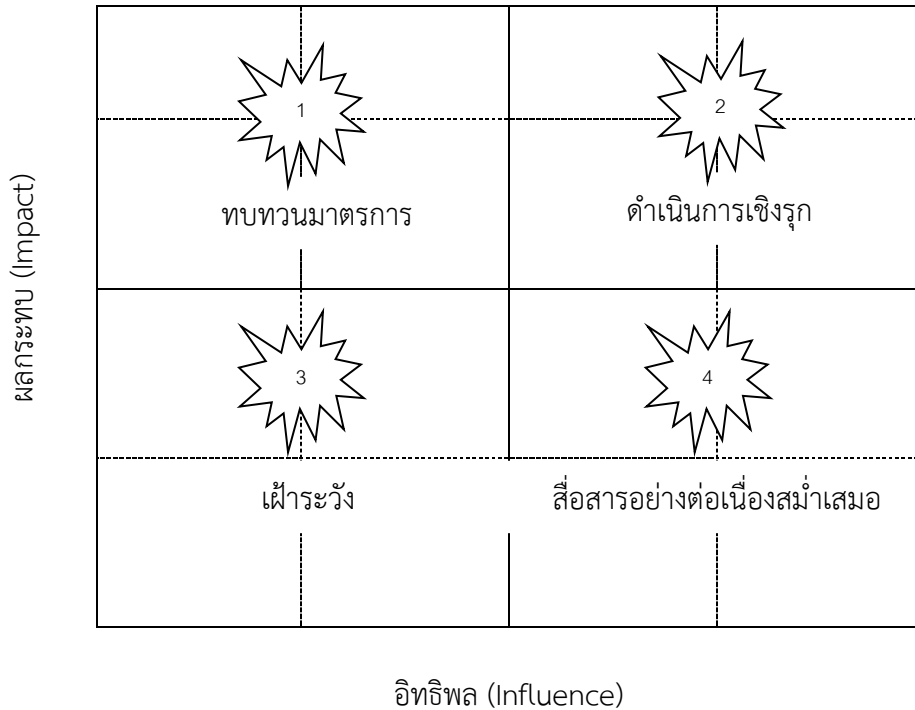 1
2
ทบทวนมาตรการ
ดำเนินการเชิงรุก
ผลกระทบ (Impact)
3
4
เฝ้าระวัง
สื่อสารอย่างต่อเนื่องสม่ำเสมอ
อิทธิพล (Influence)